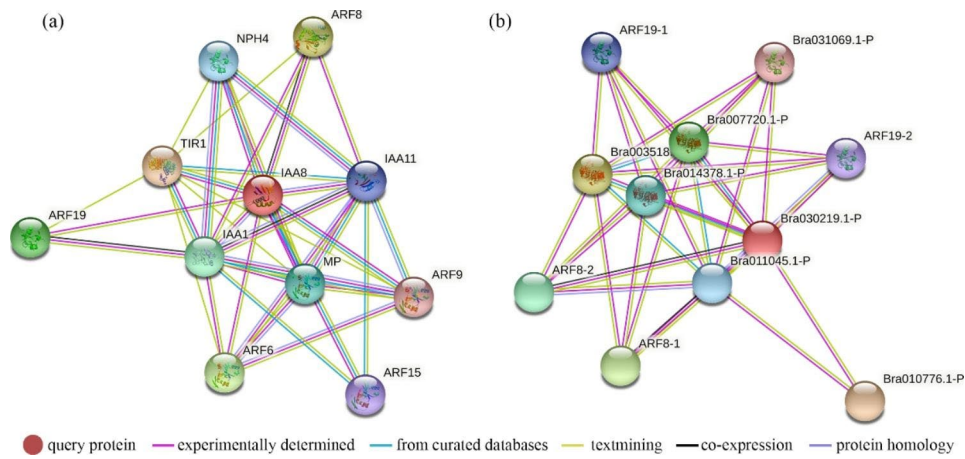 (a)
(b)
ARF8
NPH4
TIR1
IAA8
IAA11
ARF19
IAA1
MP
ARF9
ARF6
ARF15
ARF19-1
Bra031069.1-P
Bra007720.1-P
Bra003518
ARF19-2
Bra014378.1-P
Bra030219.1-P
Bra011045.1-P
ARF8-2
ARF8-1
Bra010776.1-P
query protein experimentally determined from curated databases textmining co-expression protein homology